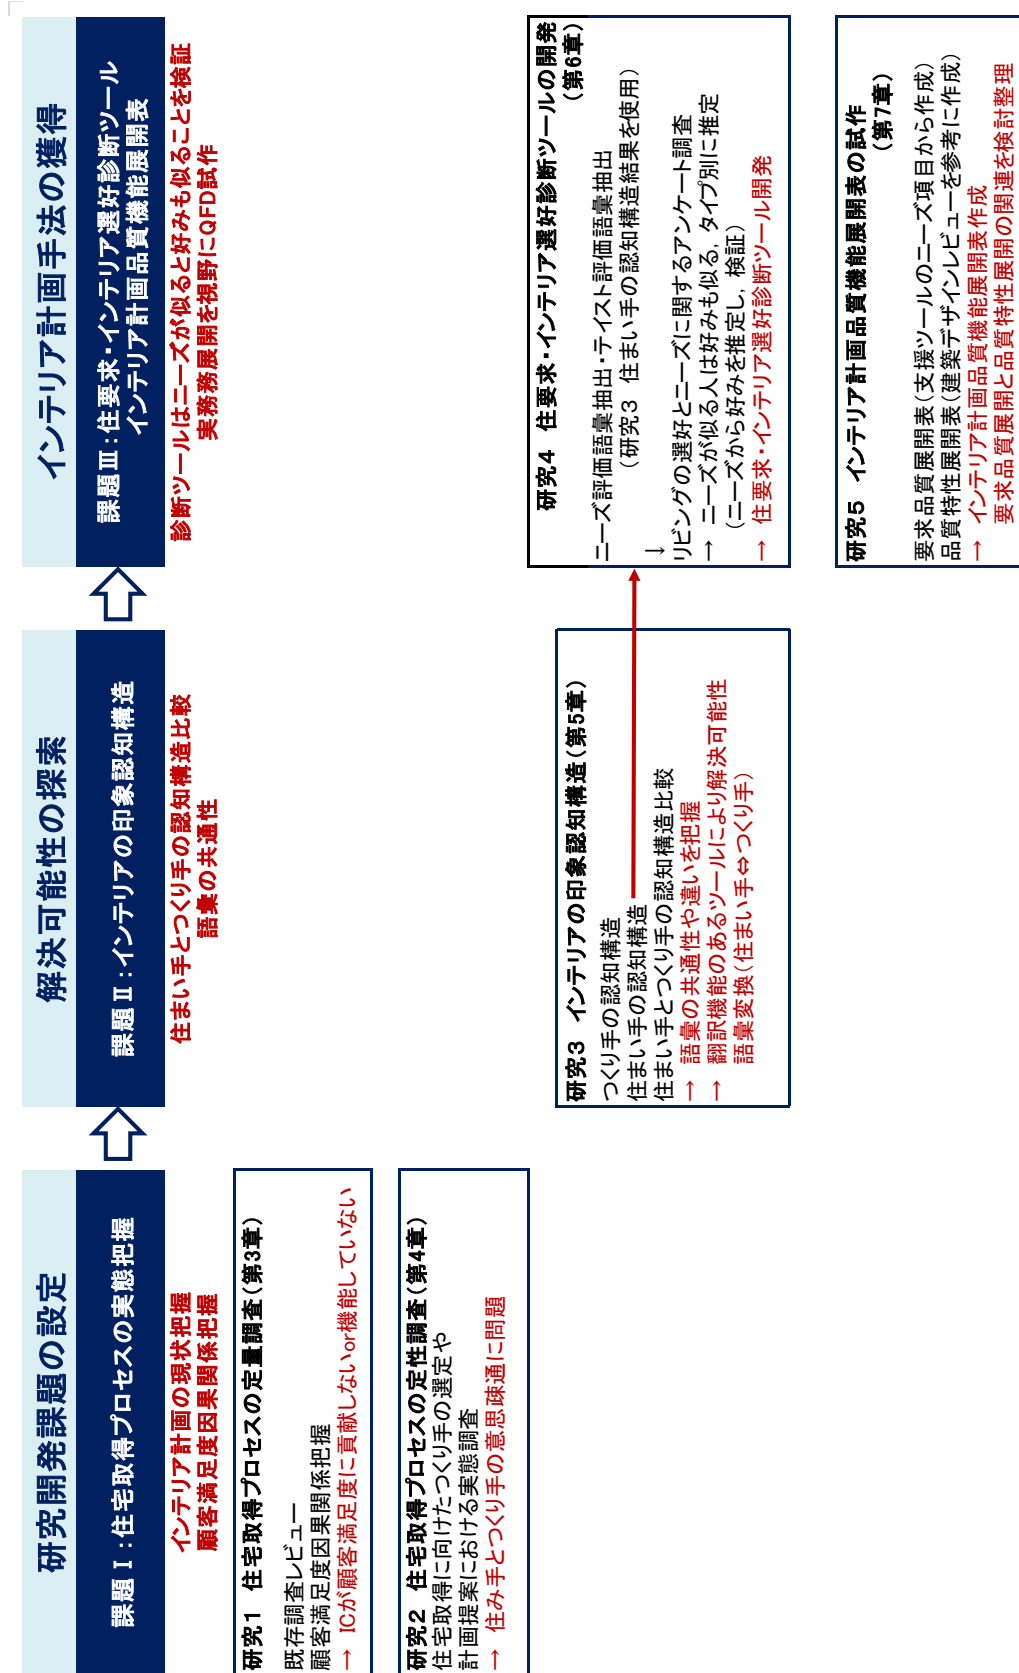 研究開発課題の設定
課題Ⅰ:住宅取得プロセスの実態把握
インテリア計画の現状把握
顧客満足度因果関係把握
研究1 住宅取得プロセスの定量調査(第3章)
既存調査レビュー
顧客満足度因果関係把握
→ ICが顧客満足度に貢献しないor機能していない
研究2 住宅取得プロセスの定性調査(第4章)
住宅取得に向けたつくり手の選定や
計画提案における実態調査
→ 住み手とつくり手の意思疎通に問題
解決可能性の探索
課題Ⅱ:インテリアの印象認知構造
住まい手とつくり手の認知構造比較
語彙の共通性
研究3 インテリアの印象認知構造(第5章)
つくり手の認知構造
住まい手の認知構造
住まい手とつくり手の認知構造比較
→ 語彙の共通性や違いを把握
→ 翻訳機能のあるツールにより解決可能性
語彙変換(住まい手⇔つくり手)
インテリア計画手法の獲得
課題Ⅲ:住要求・インテリア選好診断ツール
インテリア計画品質機能展開表
診断ツールはニーズが似ると好みも似ることを検証
実務展開を視野にQFD試作
研究4 住要求・インテリア選好診断ツールの開発
(第6章)
ニーズ評価語彙抽出・テイスト評価語彙抽出
(研究3 住まい手の認知構造結果を使用)
↓
リビングの選好とニーズに関するアンケート調査
→ ニーズが似る人は好みも似る,タイプ別に推定
(ニーズから好みを推定し,検証)
→ 住要求・インテリア選好診断ツール開発
研究5 インテリア計画品質機能展開表の試作
(第7章)
要求品質展開表(支援ツールのニーズ項目から作成)
品質特性展開表(建築デザインレビューを参考に作成)
→ インテリア計画品質機能展開表作成
要求品質展開と品質特性展開の関連を検討整理